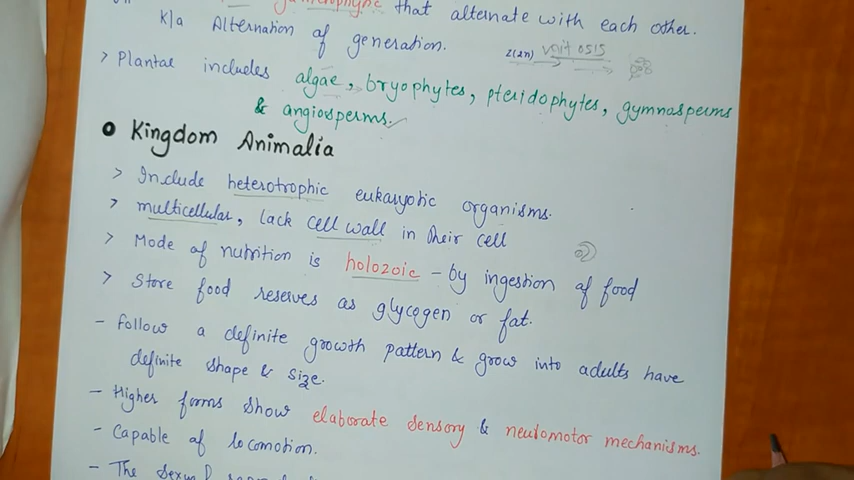 that alternate with each other.
K/a Alternation of generation.
> Plantae includes algae, bryophytes, pteridophytes, gymnosperms
& angiosperms.
• Kingdom Animalia
> Include heterotrophic eukaryotic organisms.
> multicellular, lack cell wall in their cell
> Mode of nutrition is holozoic - by ingestion of food
> Store food reserves as glycogen or fat.
- Follow a definite growth pattern & grow into adults have
definite shape & size.
- Higher forms show elaborate sensory & neuromotor mechanisms.
- Capable of locomotion.
- The